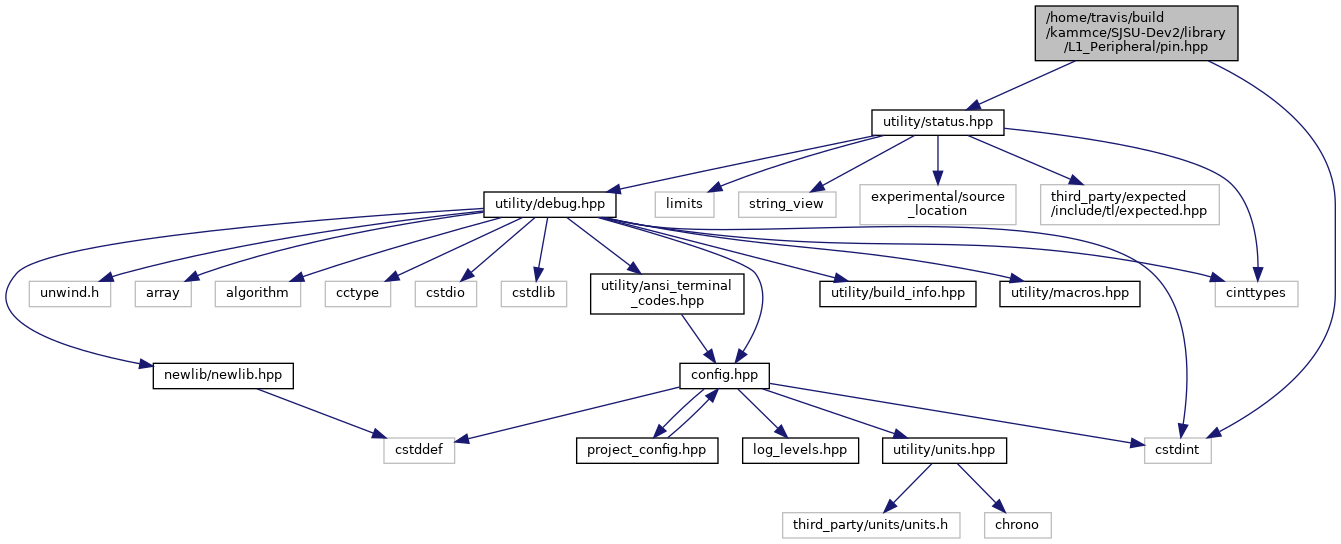 /home/travis/build
/kammce/SJSU-Dev2/library
/L1_Peripheral/pin.hpp
utility/status.hpp
utility/debug.hpp
limits
string_view
experimental/source
_location
third_party/expected
/include/tl/expected.hpp
unwind.h
array
algorithm
cctype
cstdio
cstdlib
utility/ansi_terminal
_codes.hpp
utility/build_info.hpp
utility/macros.hpp
cinttypes
newlib/newlib.hpp
config.hpp
cstddef
project_config.hpp
log_levels.hpp
utility/units.hpp
cstdint
third_party/units/units.h
chrono